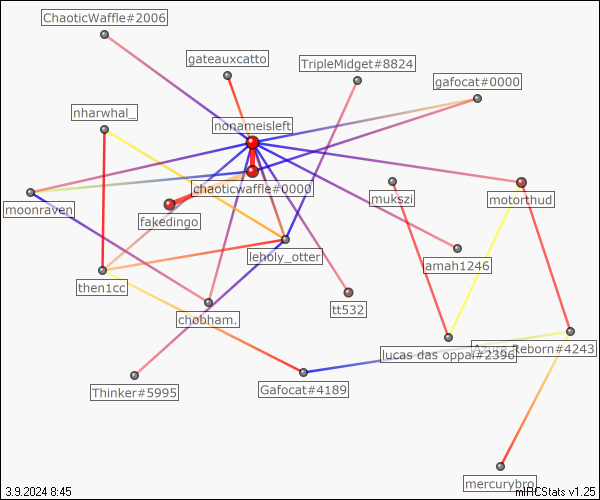 ChaoticWaffle#2006
gateauxcatto
TripleMidget#8824
gafocat#0000
nharwhal_
nonameisleft
chaoticwaffle#0000
mukszi
motorthud
moonraven
fakedingo
leholy_otter
amah1246
then1cc
tt532
chobham.
lucas das oppai#2396
Azure Reborn#4243
Thinker#5995
Gafocat#4189
mercurybro
3.9.2024 8:45
mIRCStats v1.25